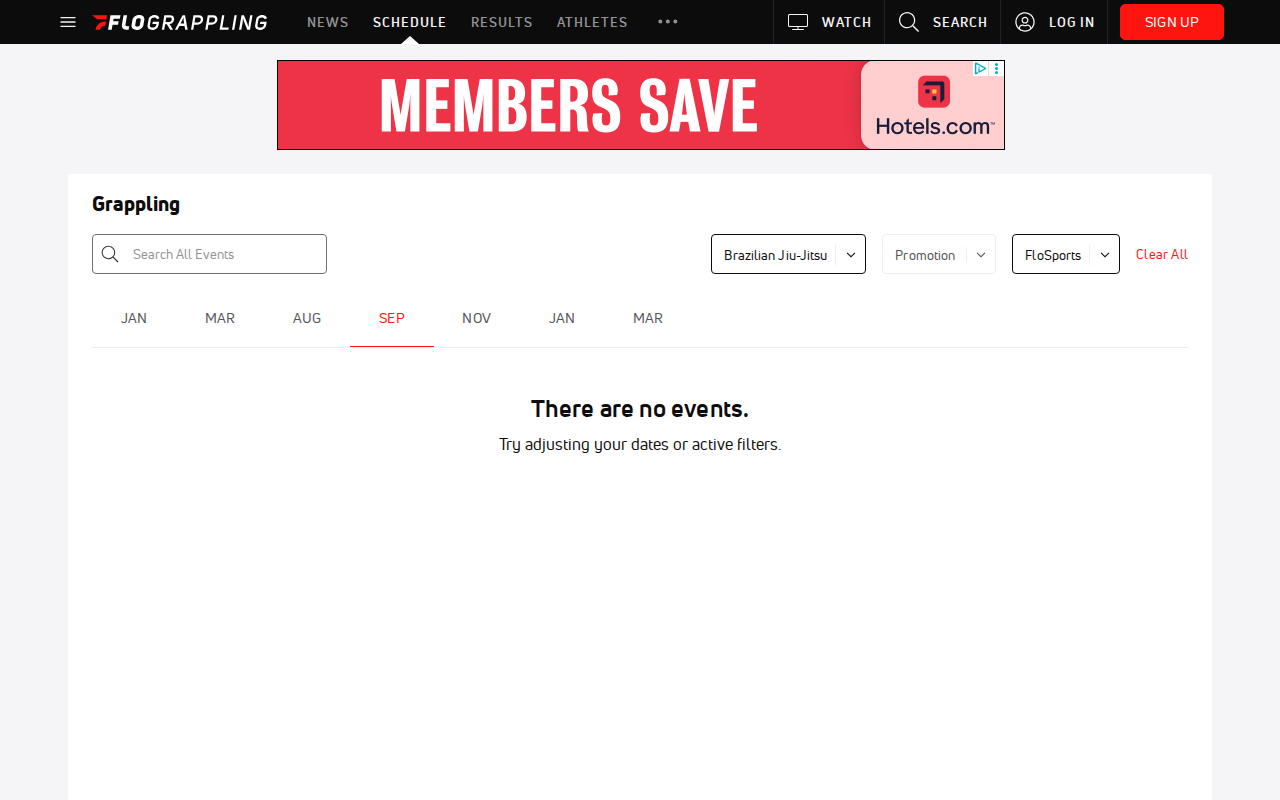 FLOGRAPPLING NEWS SCHEDULE RESULTS ATHLETES WATCH SEARCH LOG IN SIGN UP
MEMBERS SAVE
Hotels.com™
Grappling
Search All Events Brazilian Jiu-Jitsu Promotion FloSports Clear All
JAN MAR AUG SEP NOV JAN MAR
There are no events.
Try adjusting your dates or active filters.